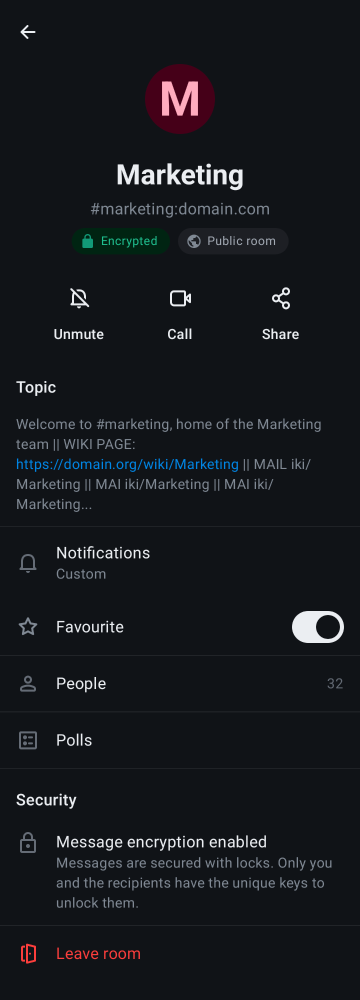 M
Marketing
#marketing:domain.com
Encrypted
Public room
Unmute
Call
Share
Topic
Welcome to #marketing, home of the Marketing
team || WIKI PAGE:
https://domain.org/wiki/Marketing || MAIL iki/
Marketing || MAI iki/Marketing || MAI iki/
Marketing...
Notifications
Custom
Favourite
People 32
Polls
Security
Message encryption enabled
Messages are secured with locks. Only you
and the recipients have the unique keys to
unlock them.
Leave room